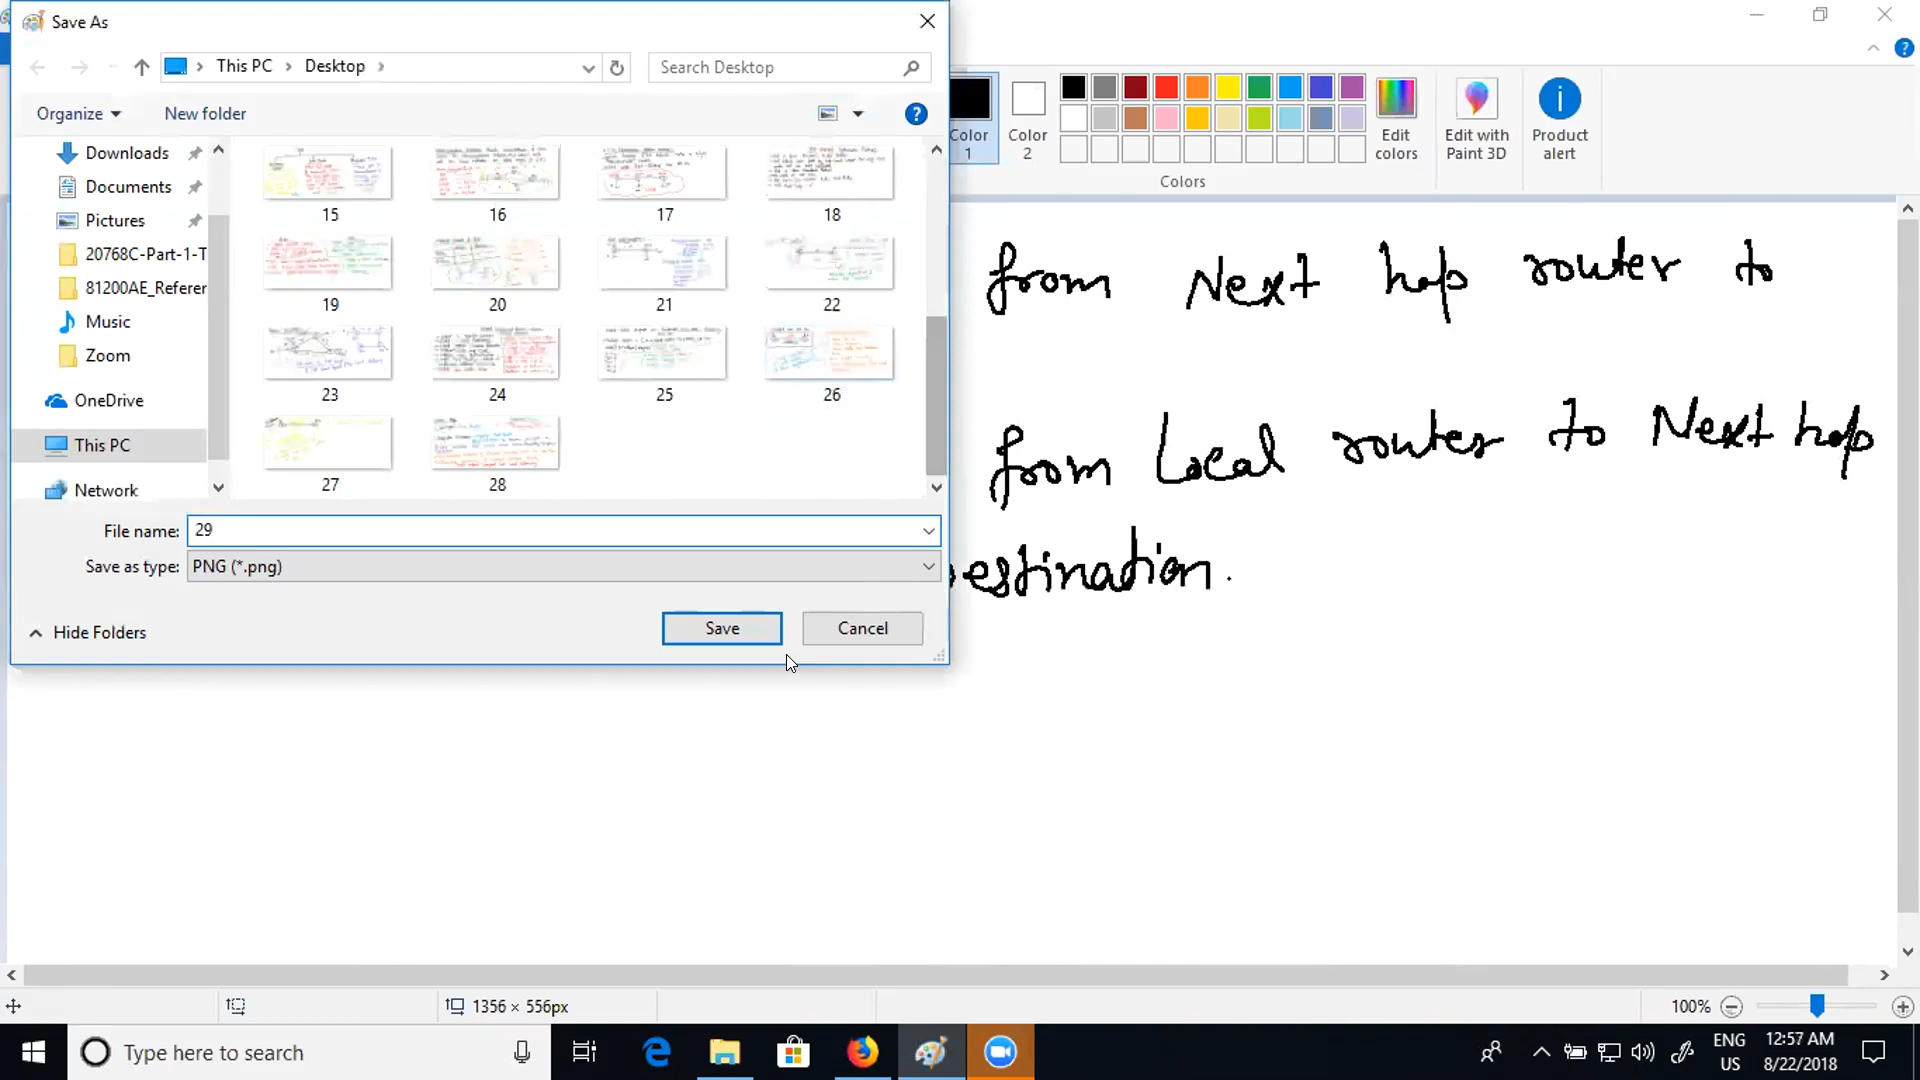 Save As
This PC > Desktop >
Search Desktop
Organize
New folder
Downloads
Documents
Pictures
20768C-Part-1-T
81200AE_Referer
Music
Zoom
OneDrive
This PC
Network
15 16 17 18
19 20 21 22
23 24 25 26
27 28
File name: 29
Save as type: PNG (*.png)
Hide Folders
Save
Cancel
Color 1
Color 2
Edit colors
Edit with Paint 3D
Product alert
Colors
from Next hop router to
from Local router to Next hop
estination.
1356 × 556px
100%
Type here to search
ENG
US
12:57 AM
8/22/2018